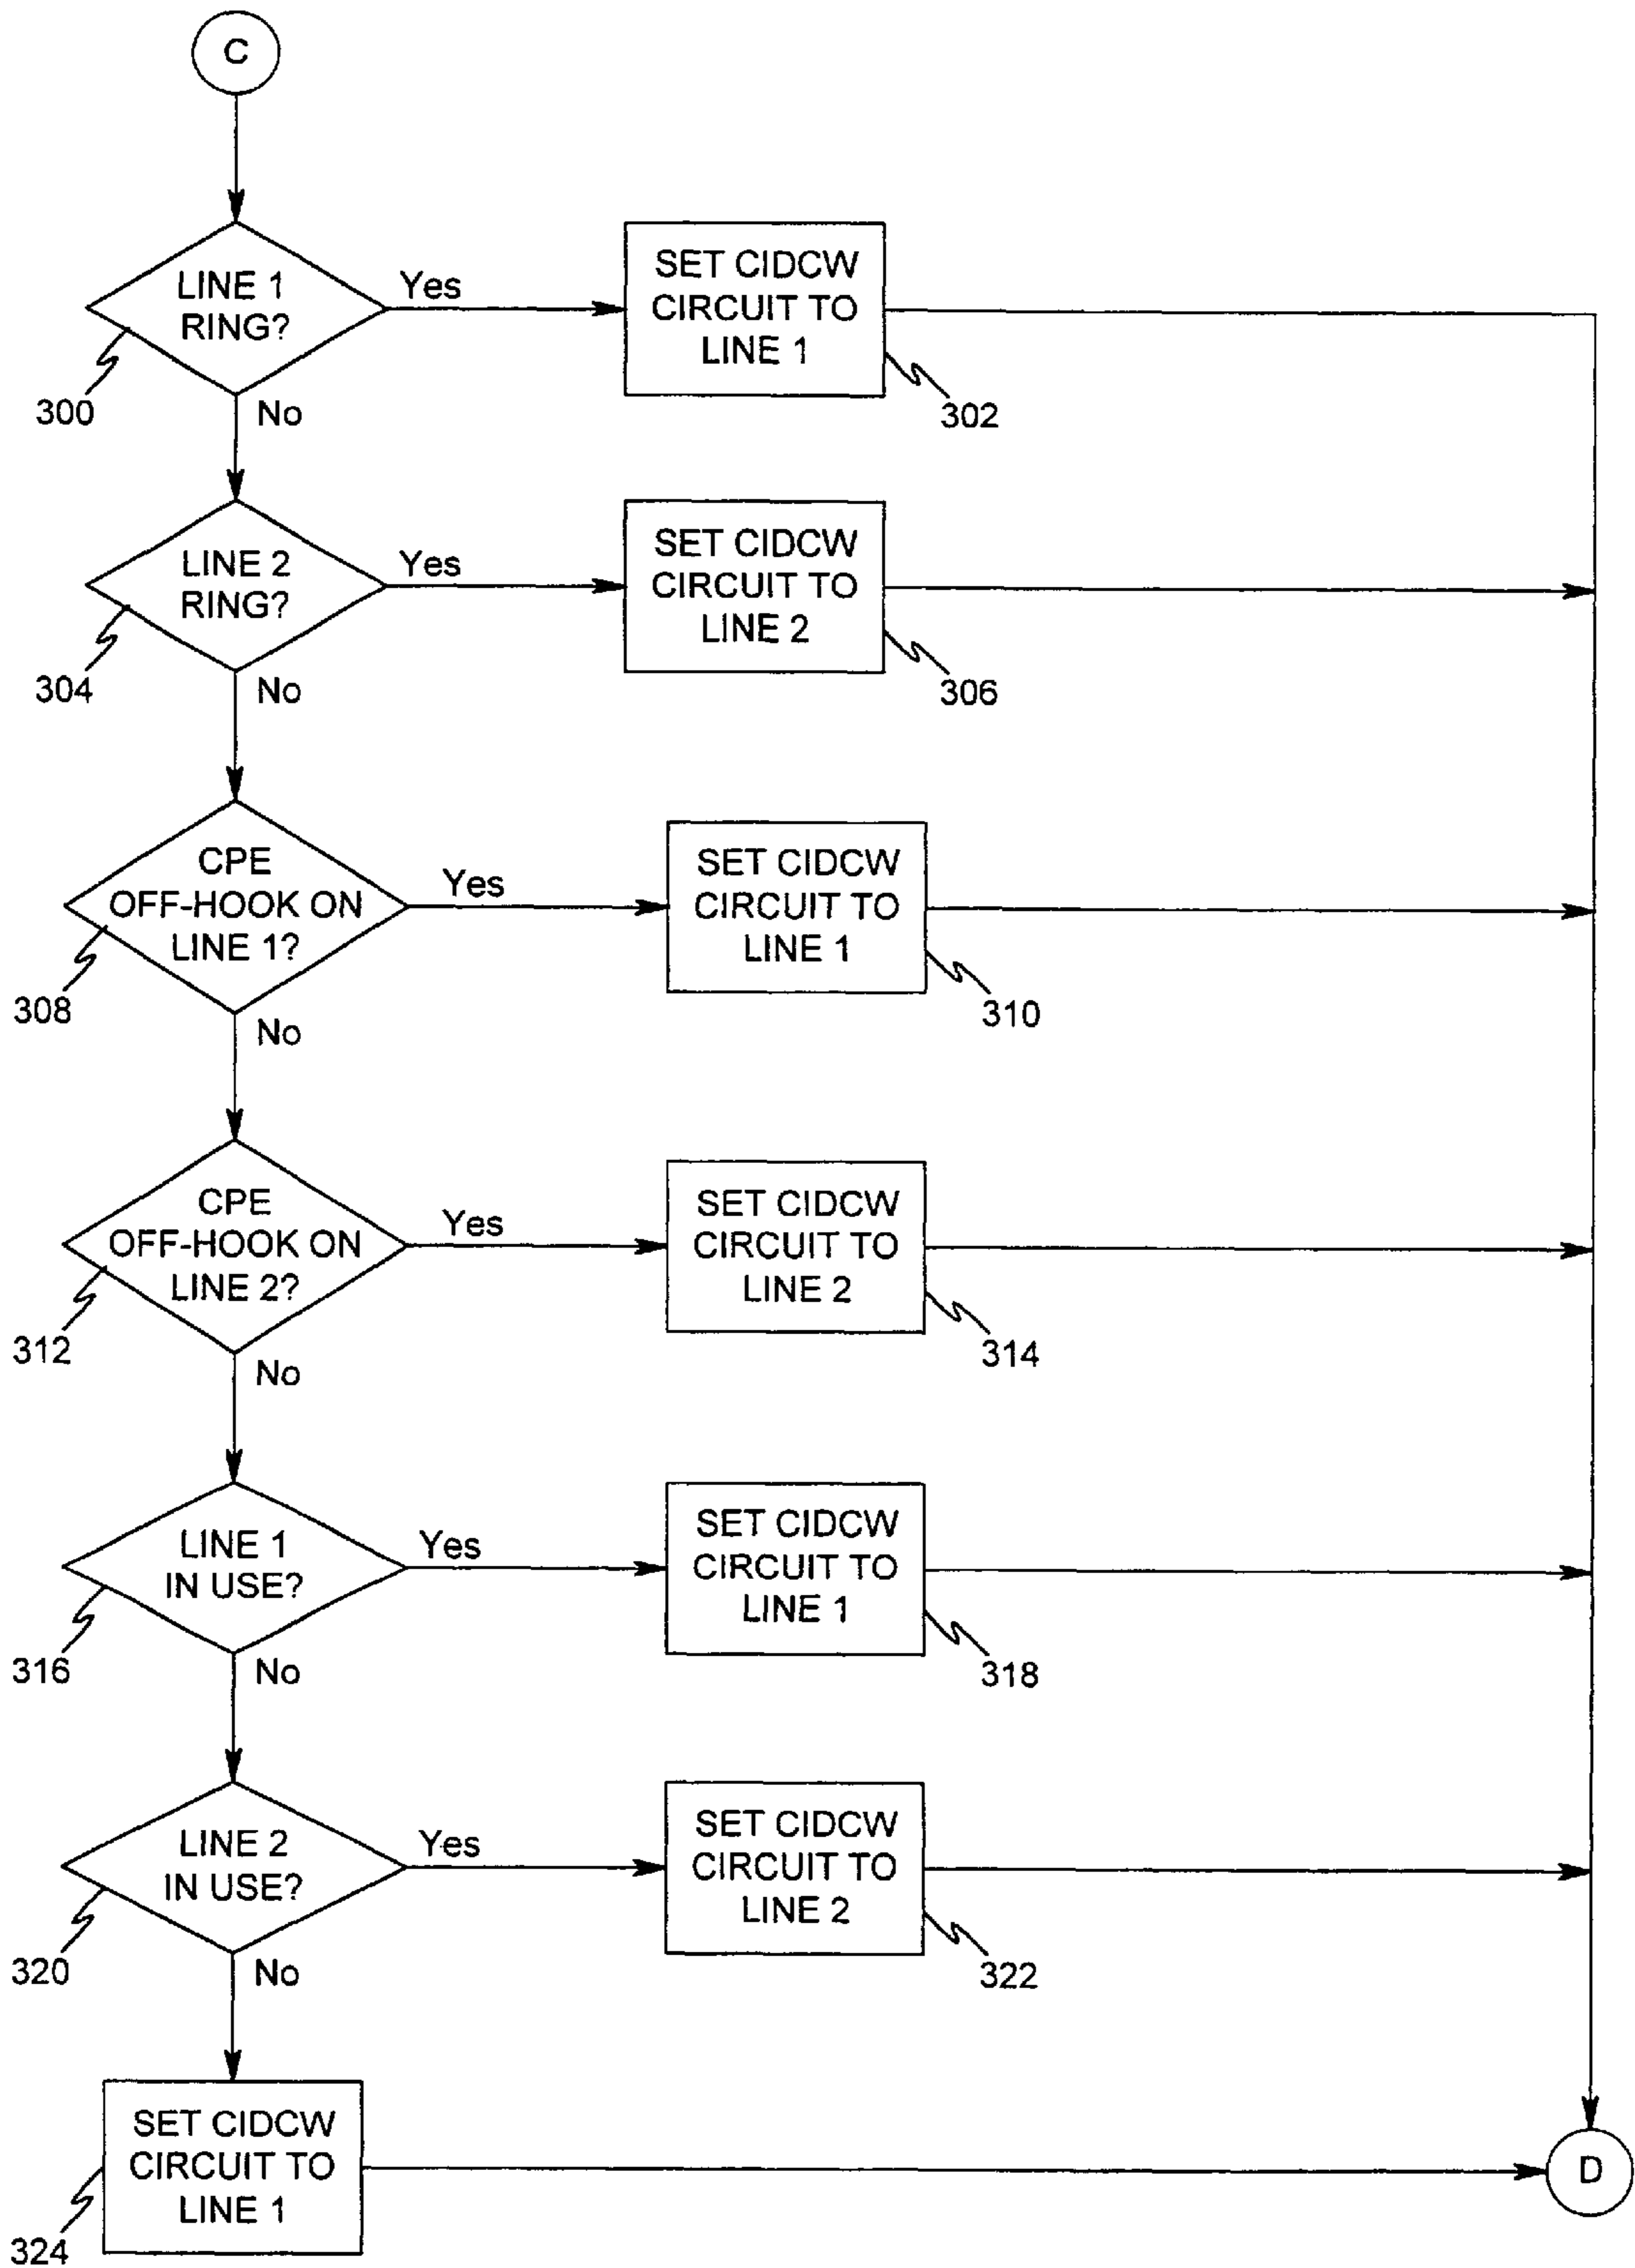 C
LINE 1
RING?
Yes
SET CIDCW
CIRCUIT TO
LINE 1
300
No
302
LINE 2
RING?
Yes
SET CIDCW
CIRCUIT TO
LINE 2
304
No
306
CPE
OFF-HOOK ON
LINE 1?
Yes
SET CIDCW
CIRCUIT TO
LINE 1
308
No
310
CPE
OFF-HOOK ON
LINE 2?
Yes
SET CIDCW
CIRCUIT TO
LINE 2
312
No
314
LINE 1
IN USE?
Yes
SET CIDCW
CIRCUIT TO
LINE 1
316
No
318
LINE 2
IN USE?
Yes
SET CIDCW
CIRCUIT TO
LINE 2
320
No
322
SET CIDCW
CIRCUIT TO
LINE 1
324
D